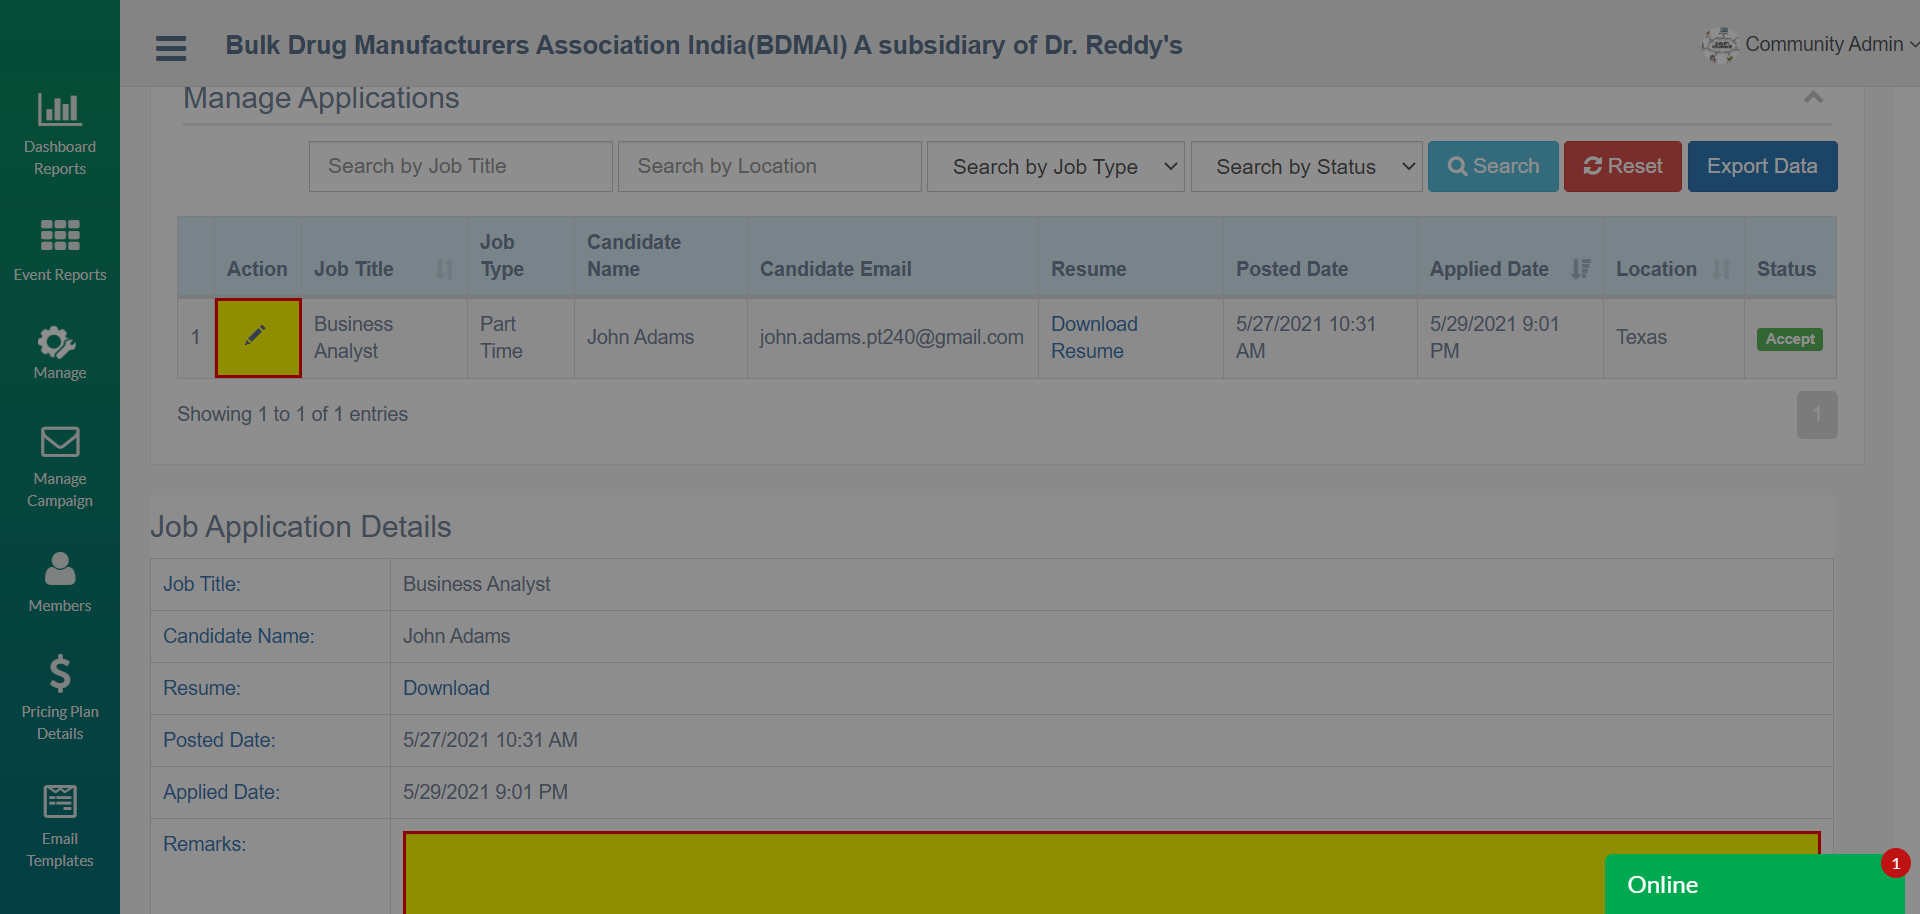 Bulk Drug Manufacturers Association India(BDMAI) A subsidiary of Dr. Reddy's
Community Admin
Dashboard
Reports
Event Reports
Manage
Manage
Campaign
Members
Pricing Plan
Details
Email
Templates
Manage Applications
Search by Job Title
Search by Location
Search by Job Type
Search by Status
Search
Reset
Export Data
Action
Job Title
Job
Type
Candidate
Name
Candidate Email
Resume
Posted Date
Applied Date
Location
Status
1
Business
Analyst
Part
Time
John Adams
john.adams.pt240@gmail.com
Download
Resume
5/27/2021 10:31
AM
5/29/2021 9:01
PM
Texas
Accept
Showing 1 to 1 of 1 entries
1
Job Application Details
Job Title: Business Analyst
Candidate Name: John Adams
Resume: Download
Posted Date: 5/27/2021 10:31 AM
Applied Date: 5/29/2021 9:01 PM
Remarks:
1
Online